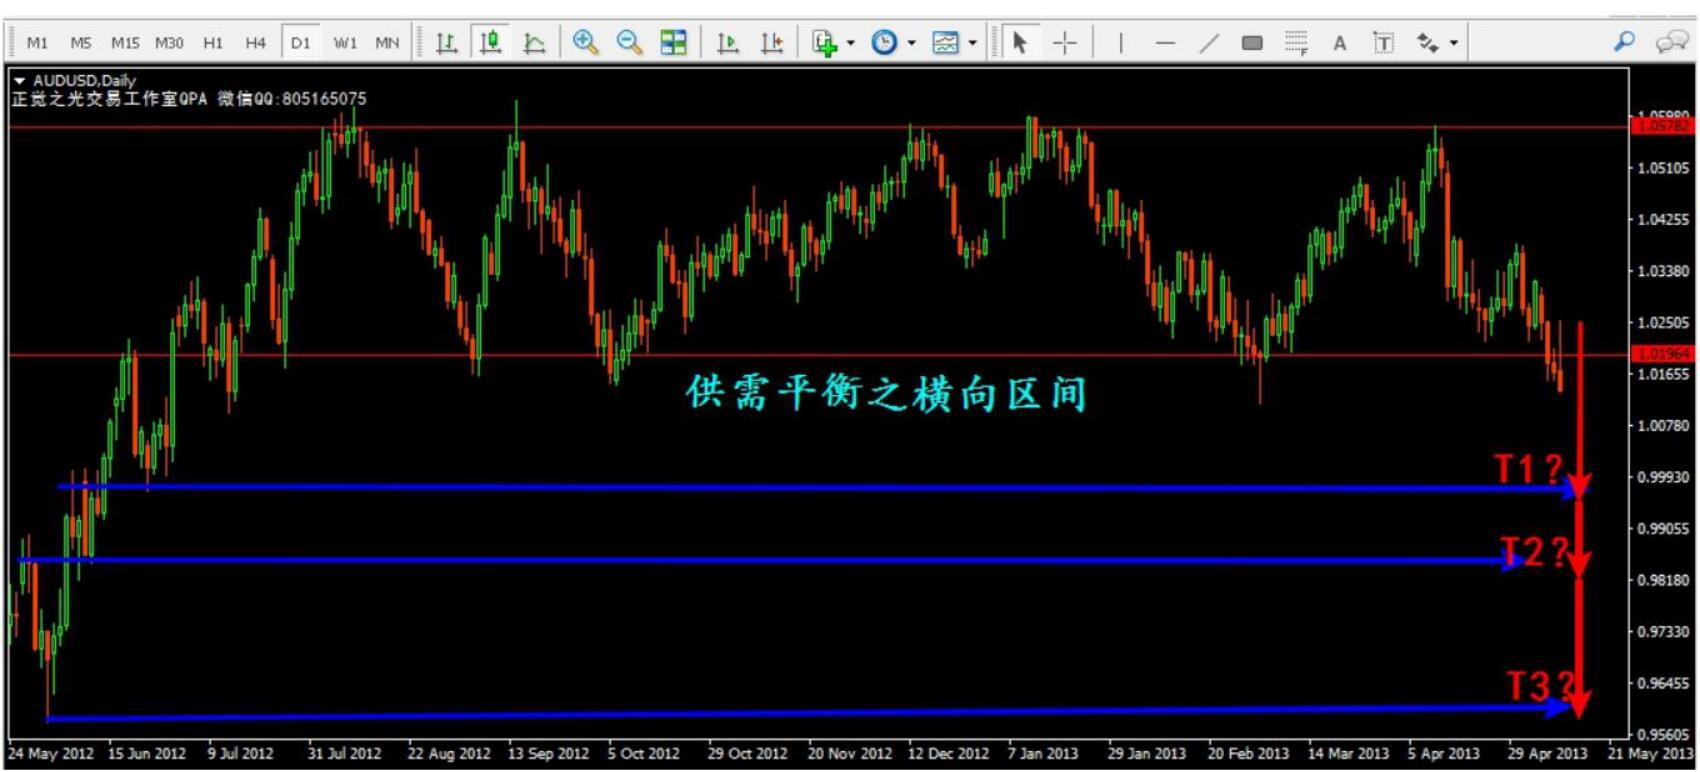 M1 M5 M15 M30 H1 H4 D1 W1 MN A T F
AUDUSD,Daily
正觉之光交易工作室QPA 微信QQ:805165075
1.05980
1.05782
1.05105
1.04255
1.03380
1.02505
1.01964
供需平衡之横向区间
1.01655
1.00780
T1?
0.99930
0.99055
T2?
0.98180
0.97330
T3?
0.96455
0.95605
24 May 2012 15 Jun 2012 9 Jul 2012 31 Jul 2012 22 Aug 2012 13 Sep 2012 5 Oct 2012 29 Oct 2012 20 Nov 2012 12 Dec 2012 7 Jan 2013 29 Jan 2013 20 Feb 2013 14 Mar 2013 5 Apr 2013 29 Apr 2013 21 May 2013